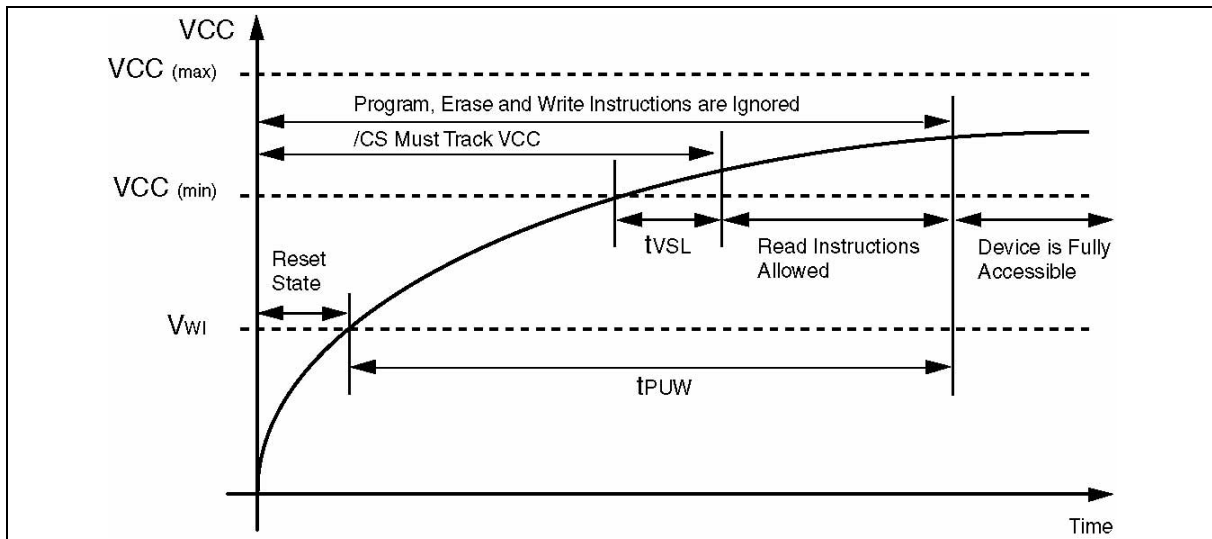 VCC
VCC (max)
Program, Erase and Write Instructions are Ignored
/CS Must Track VCC
VCC (min)
tVSL
Read Instructions
Allowed
Device is Fully
Accessible
Reset
State
VWI
tPUW
Time